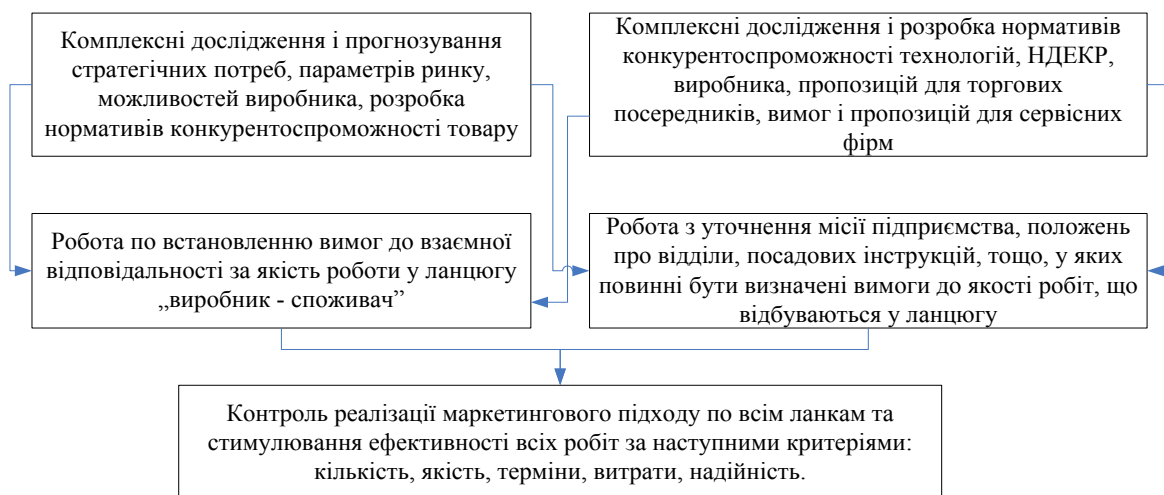 Комплексні дослідження і прогнозування
стратегічних потреб, параметрів ринку,
можливостей виробника, розробка
нормативів конкурентоспроможності товару
Комплексні дослідження і розробка нормативів
конкурентоспроможності технологій, НДЕКР,
виробника, пропозицій для торгових
посередників, вимог і пропозицій для сервісних
фірм
Робота по встановленню вимог до взаємної
відповідальності за якість роботи у ланцюгу
„виробник - споживач”
Робота з уточнення місії підприємства, положень
про відділи, посадових інструкцій, тощо, у яких
повинні бути визначені вимоги до якості робіт, що
відбуваються у ланцюгу
Контроль реалізації маркетингового підходу по всім ланкам та
стимулювання ефективності всіх робіт за наступними критеріями:
кількість, якість, терміни, витрати, надійність.